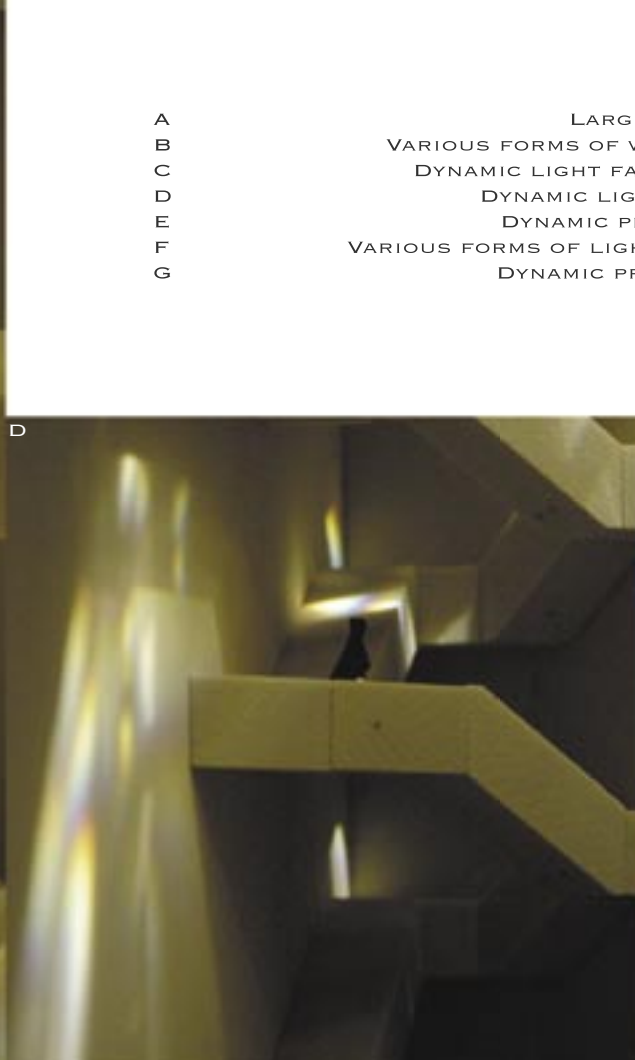 A LARG
B VARIOUS FORMS OF V
C DYNAMIC LIGHT FA
D DYNAMIC LIG
E DYNAMIC P
F VARIOUS FORMS OF LIGH
G DYNAMIC PR
D